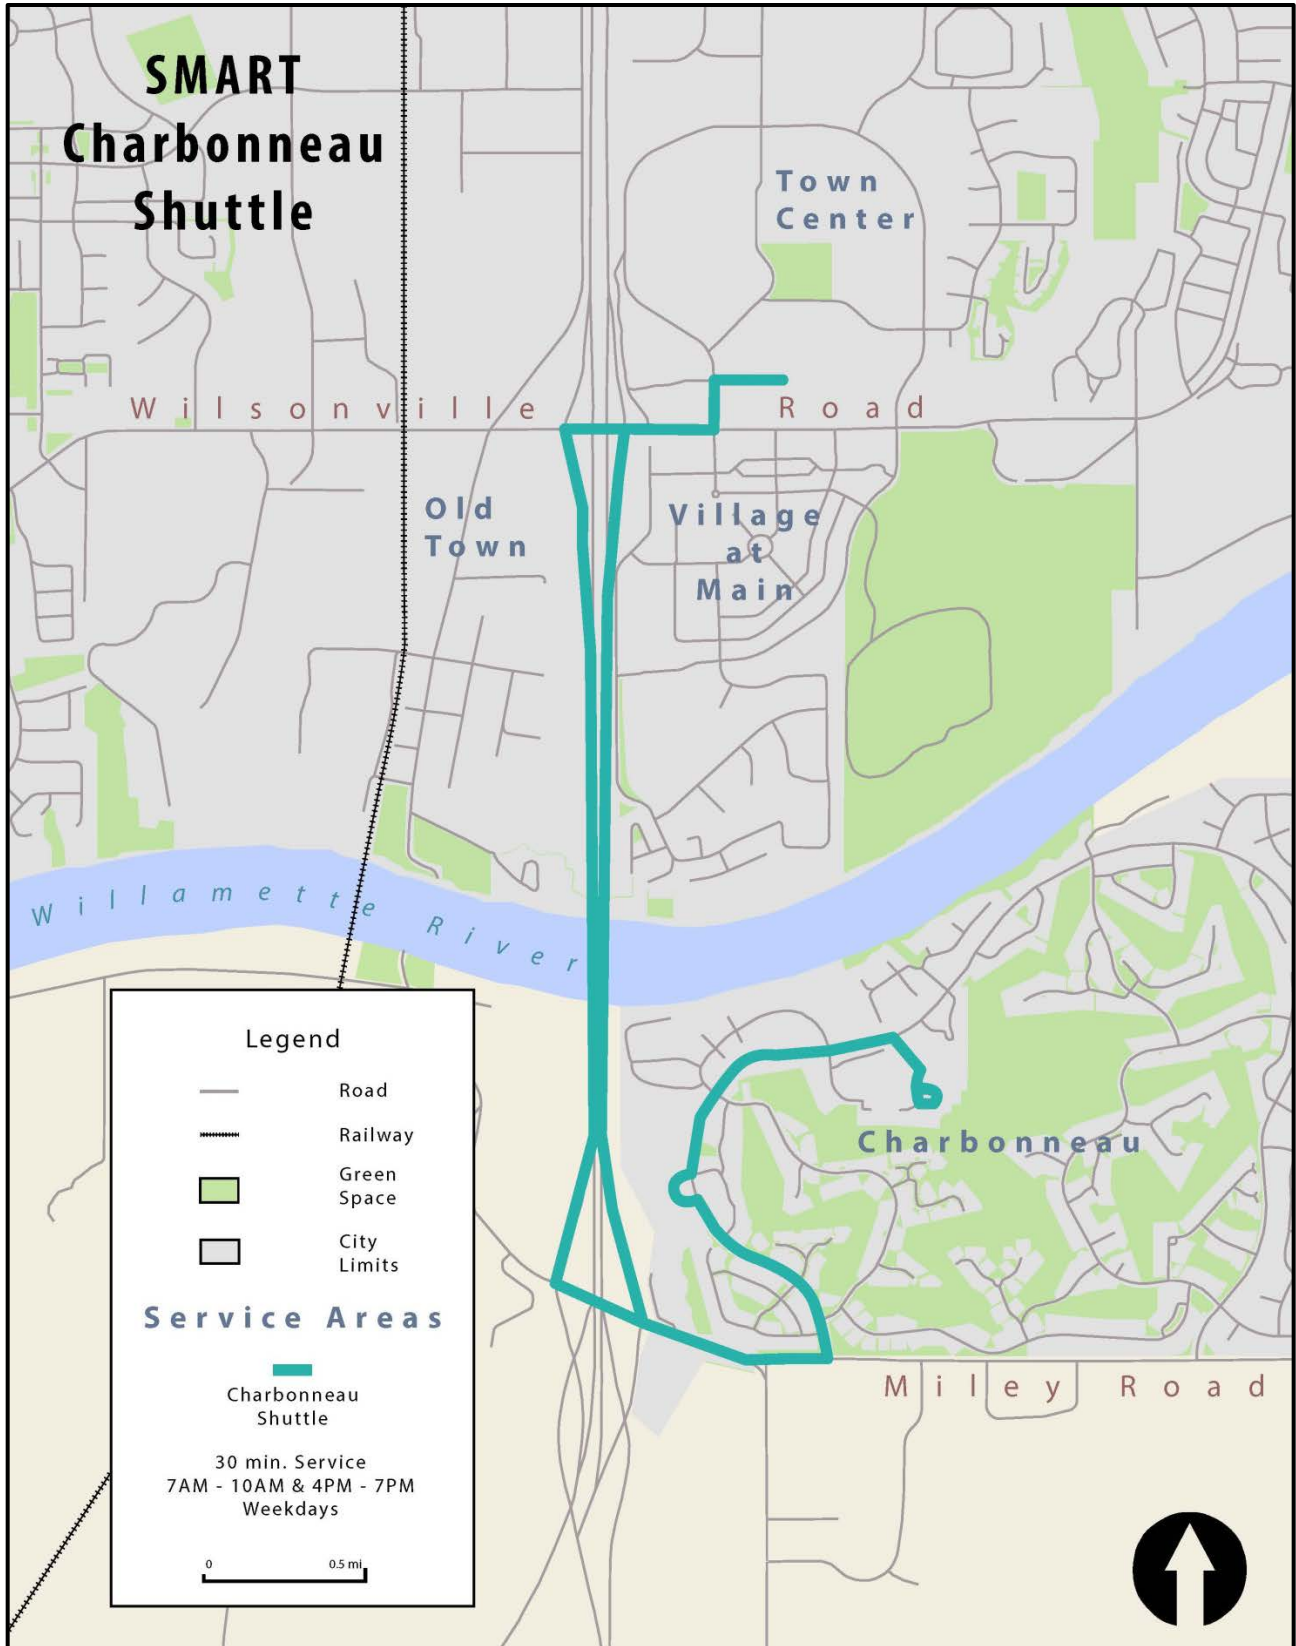 SMART
Charbonneau
Shuttle
Town
Center
Wilsonville Road
Old
Town
Village
at
Main
Willamette River
Charbonneau
Miley Road
Legend
Road
Railway
Green
Space
City
Limits
Service Areas
Charbonneau
Shuttle
30 min. Service
7AM - 10AM & 4PM - 7PM
Weekdays
0 0.5 mi